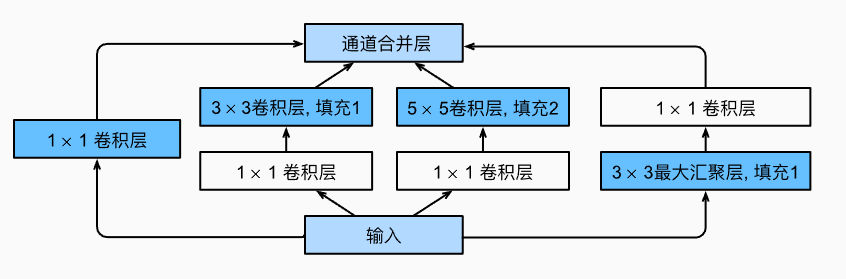 通道合并层
3 × 3卷积层, 填充1
5 × 5卷积层, 填充2
1 × 1 卷积层
1 × 1 卷积层
1 × 1 卷积层
1 × 1 卷积层
3 × 3最大汇聚层, 填充1
输入